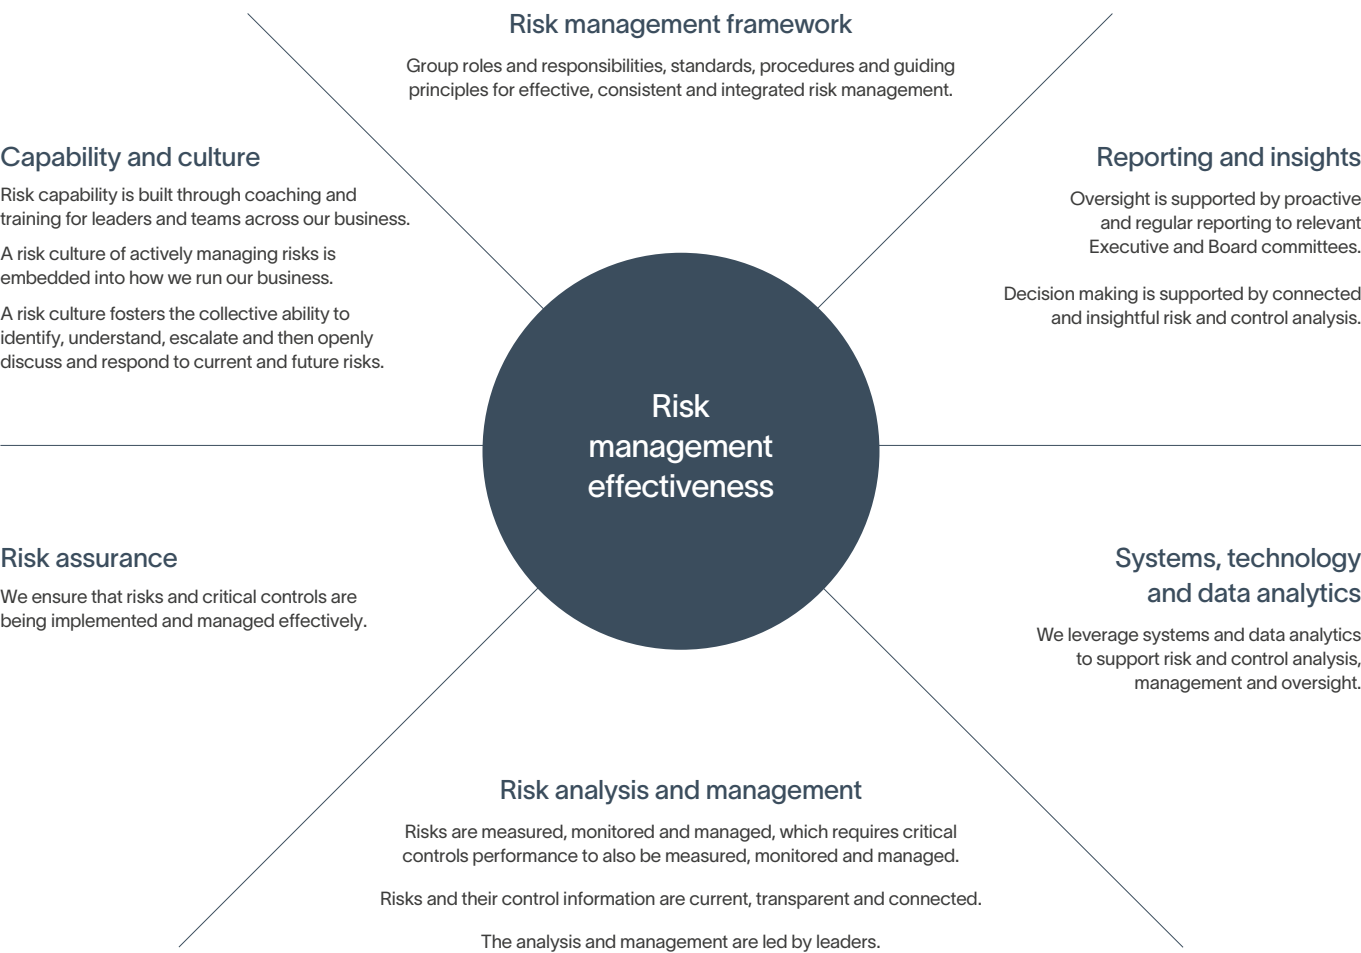 Risk management framework
Group roles and responsibilities, standards, procedures and guiding
principles for effective, consistent and integrated risk management.
Capability and culture
Risk capability is built through coaching and
training for leaders and teams across our business.
A risk culture of actively managing risks is
embedded into how we run our business.
A risk culture fosters the collective ability to
identify, understand, escalate and then openly
discuss and respond to current and future risks.
Reporting and insights
Oversight is supported by proactive
and regular reporting to relevant
Executive and Board committees.
Decision making is supported by connected
and insightful risk and control analysis.
Risk
management
effectiveness
Risk assurance
We ensure that risks and critical controls are
being implemented and managed effectively.
Systems, technology
and data analytics
We leverage systems and data analytics
to support risk and control analysis,
management and oversight.
Risk analysis and management
Risks are measured, monitored and managed, which requires critical
controls performance to also be measured, monitored and managed.
Risks and their control information are current, transparent and connected.
The analysis and management are led by leaders.